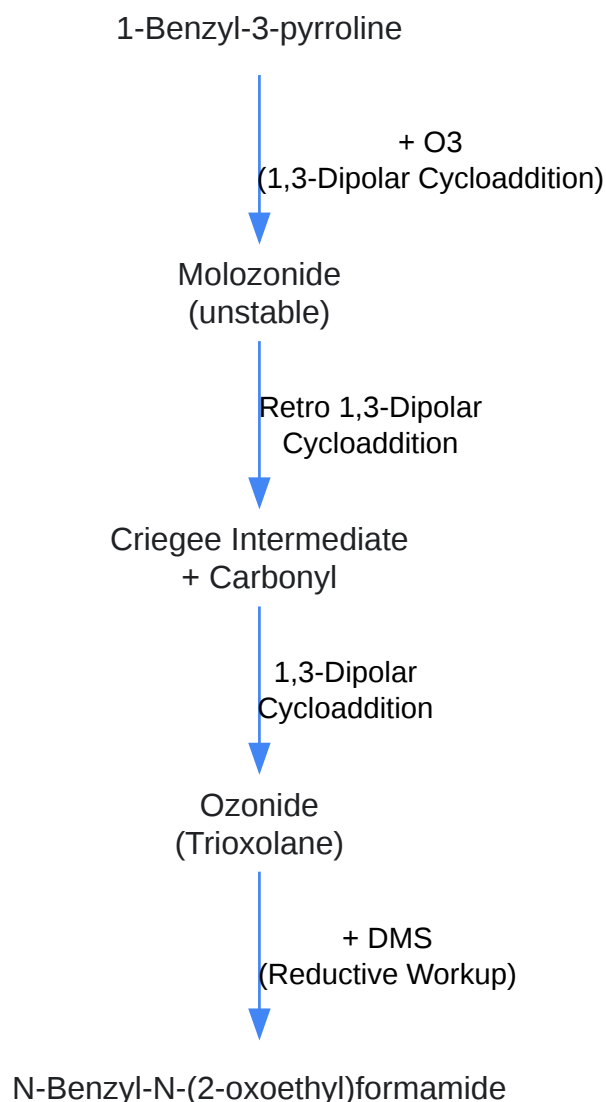 1-Benzyl-3-pyrroline
+ O3
(1,3-Dipolar Cycloaddition)
Molozonide
(unstable)
Retro 1,3-Dipolar
Cycloaddition
Criegee Intermediate
+ Carbonyl
1,3-Dipolar
Cycloaddition
Ozonide
(Trioxolane)
+ DMS
(Reductive Workup)
N-Benzyl-N-(2-oxoethyl)formamide